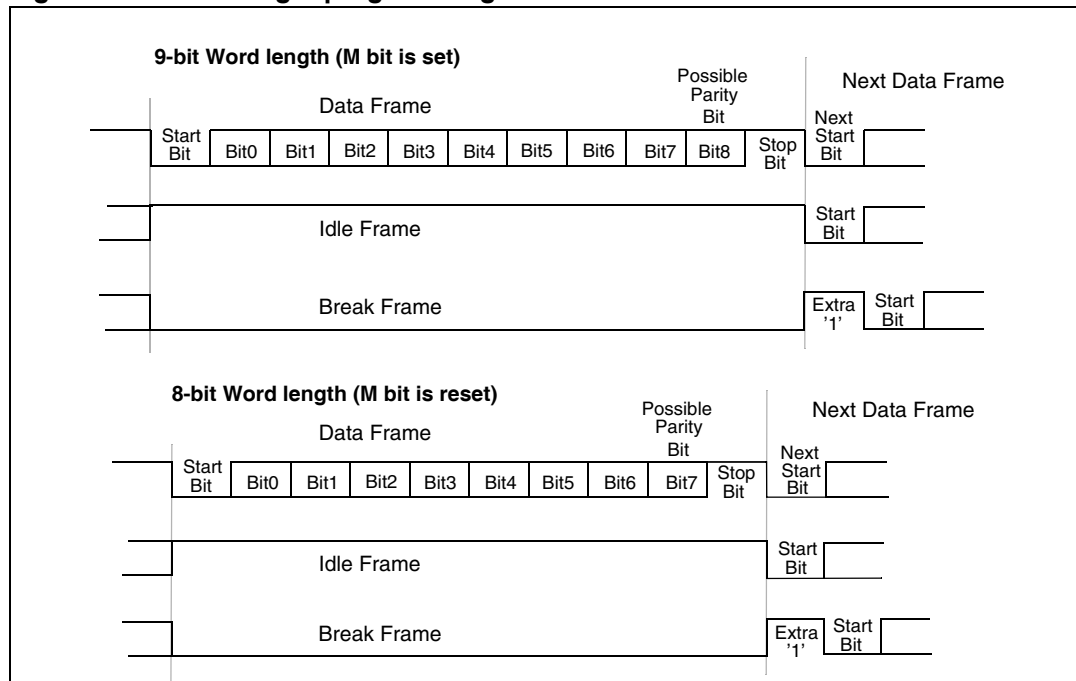 9-bit Word length (M bit is set)
Possible
Parity
Bit
Next Data Frame
Data Frame
Start
Bit
Bit0 Bit1 Bit2 Bit3 Bit4 Bit5 Bit6 Bit7 Bit8
Stop
Bit
Next
Start
Bit
Idle Frame
Start
Bit
Break Frame
Extra
'1'
Start
Bit
8-bit Word length (M bit is reset)
Possible
Parity
Bit
Next Data Frame
Data Frame
Start
Bit
Bit0 Bit1 Bit2 Bit3 Bit4 Bit5 Bit6 Bit7
Stop
Bit
Next
Start
Bit
Idle Frame
Start
Bit
Break Frame
Extra
'1'
Start
Bit